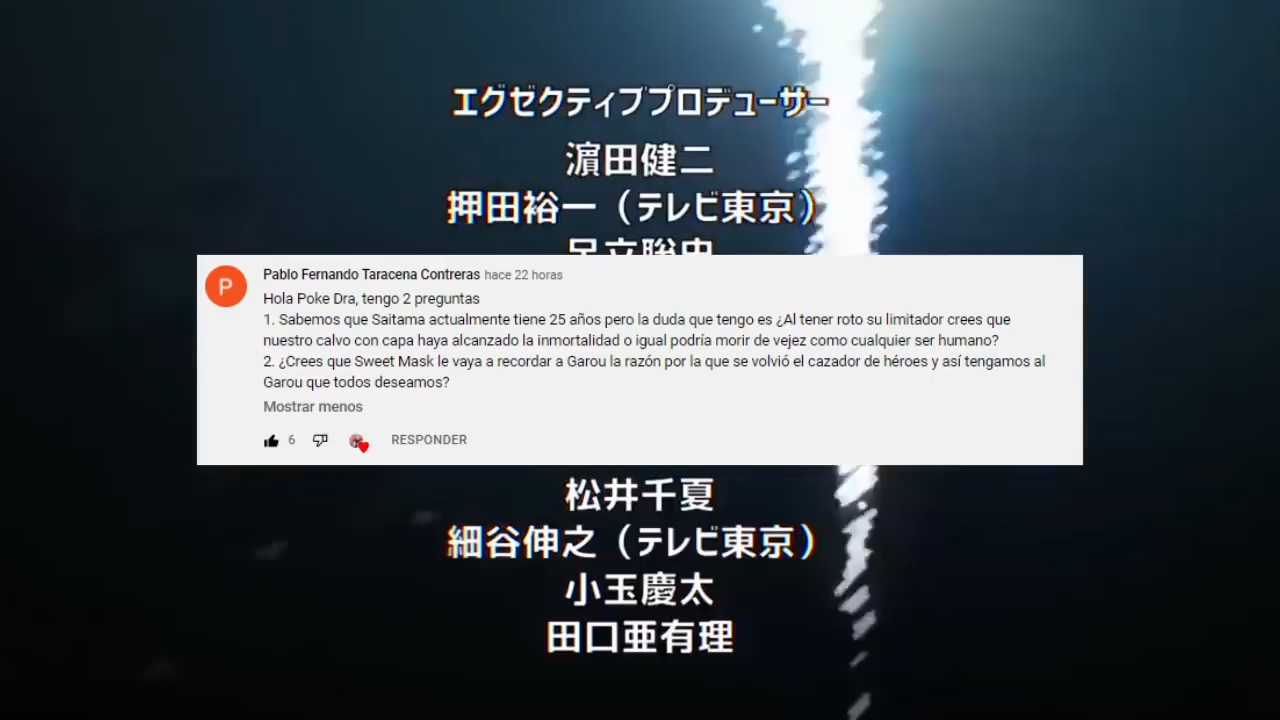 エグゼクティブプロデューサー
濵田健二
押田裕一（テレビ東京）
足立聡史
P
Pablo Fernando Taracena Contreras hace 22 horas
Hola Poke Dra, tengo 2 preguntas
1. Sabemos que Saitama actualmente tiene 25 años pero la duda que tengo es ¿Al tener roto su limitador crees que
nuestro calvo con capa haya alcanzado la inmortalidad o igual podría morir de vejez como cualquier ser humano?
2. ¿Crees que Sweet Mask le vaya a recordar a Garou la razón por la que se volvió el cazador de héroes y así tengamos al
Garou que todos deseamos?
Mostrar menos
6 RESPONDER
松井千夏
細谷伸之（テレビ東京）
小玉慶太
田口亜有理